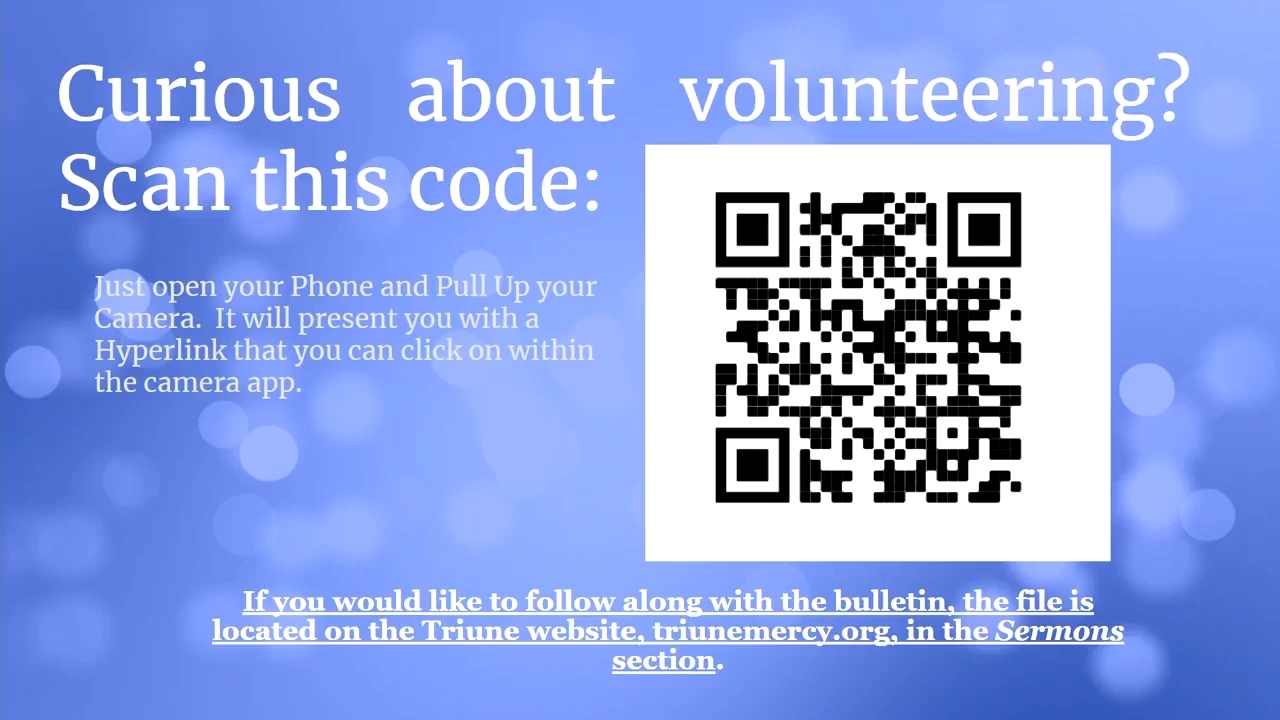 Curious about volunteering?
Scan this code:
Just open your Phone and Pull Up your
Camera.  It will present you with a
Hyperlink that you can click on within
the camera app.
If you would like to follow along with the bulletin, the file is
located on the Triune website, triunemercy.org, in the Sermons
section.